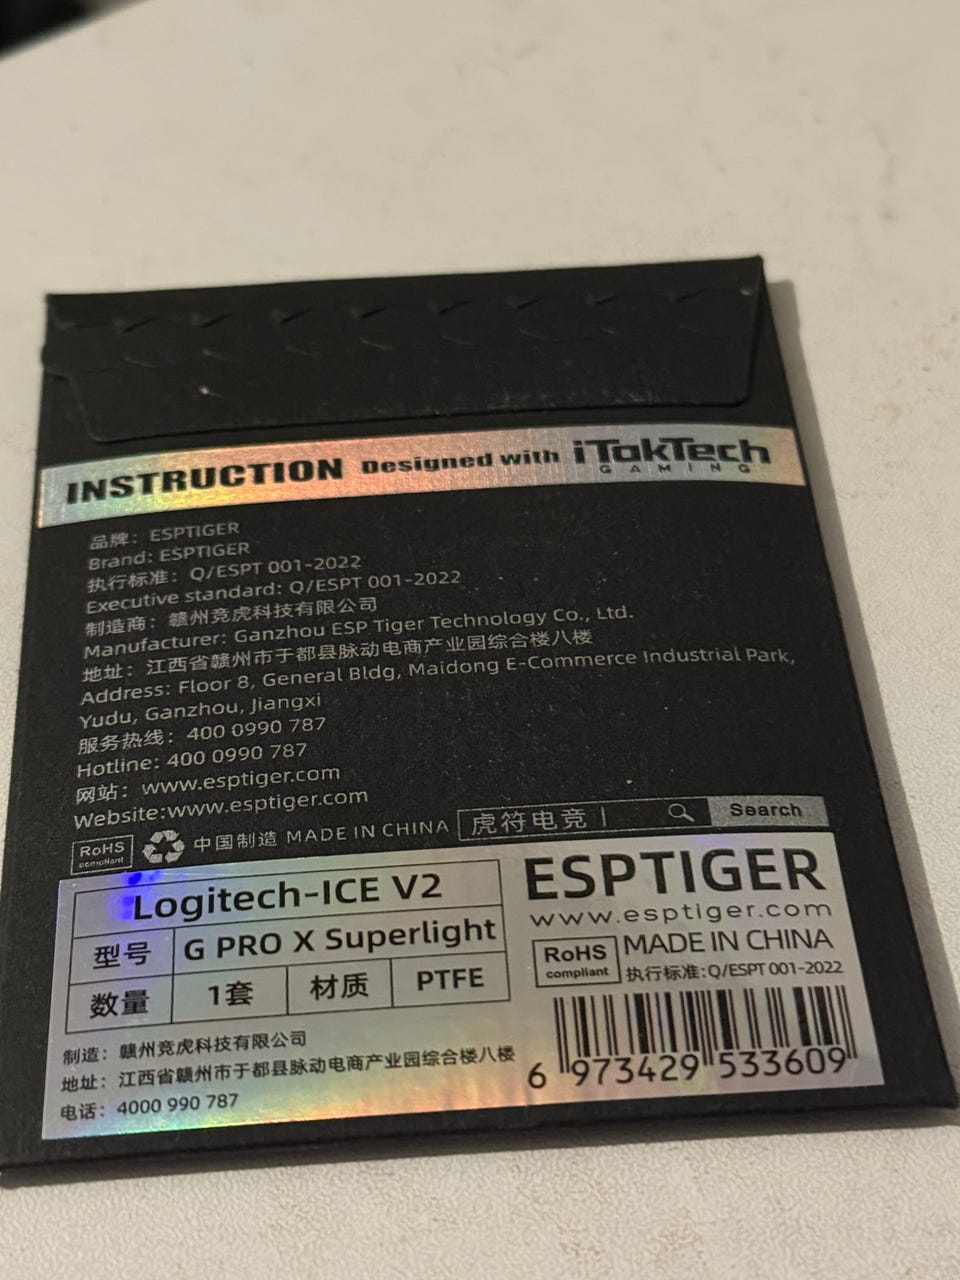 INSTRUCTION Designed with iTokTech
GAMING
品牌：ESPTIGER
Brand: ESPTIGER
执行标准：Q/ESPT 001-2022
Executive standard: Q/ESPT 001-2022
制造商：赣州竞虎科技有限公司
Manufacturer: Ganzhou ESP Tiger Technology Co., Ltd.
地址：江西省赣州市于都县脉动电商产业园综合楼八楼
Address: Floor 8, General Bldg, Maidong E-Commerce Industrial Park,
Yudu, Ganzhou, Jiangxi
服务热线：400 0990 787
Hotline: 400 0990 787
网站：www.esptiger.com
Website:www.esptiger.com
RoHS
compliant
中国制造 MADE IN CHINA
虎符电竞
Search
Logitech-ICE V2
型号 G PRO X Superlight
数量 1套 材质 PTFE
制造：赣州竞虎科技有限公司
地址：江西省赣州市于都县脉动电商产业园综合楼八楼
电话：4000 990 787
ESPTIGER
www.esptiger.com
RoHS
compliant
MADE IN CHINA
执行标准:Q/ESPT 001-2022
6 973429 533609